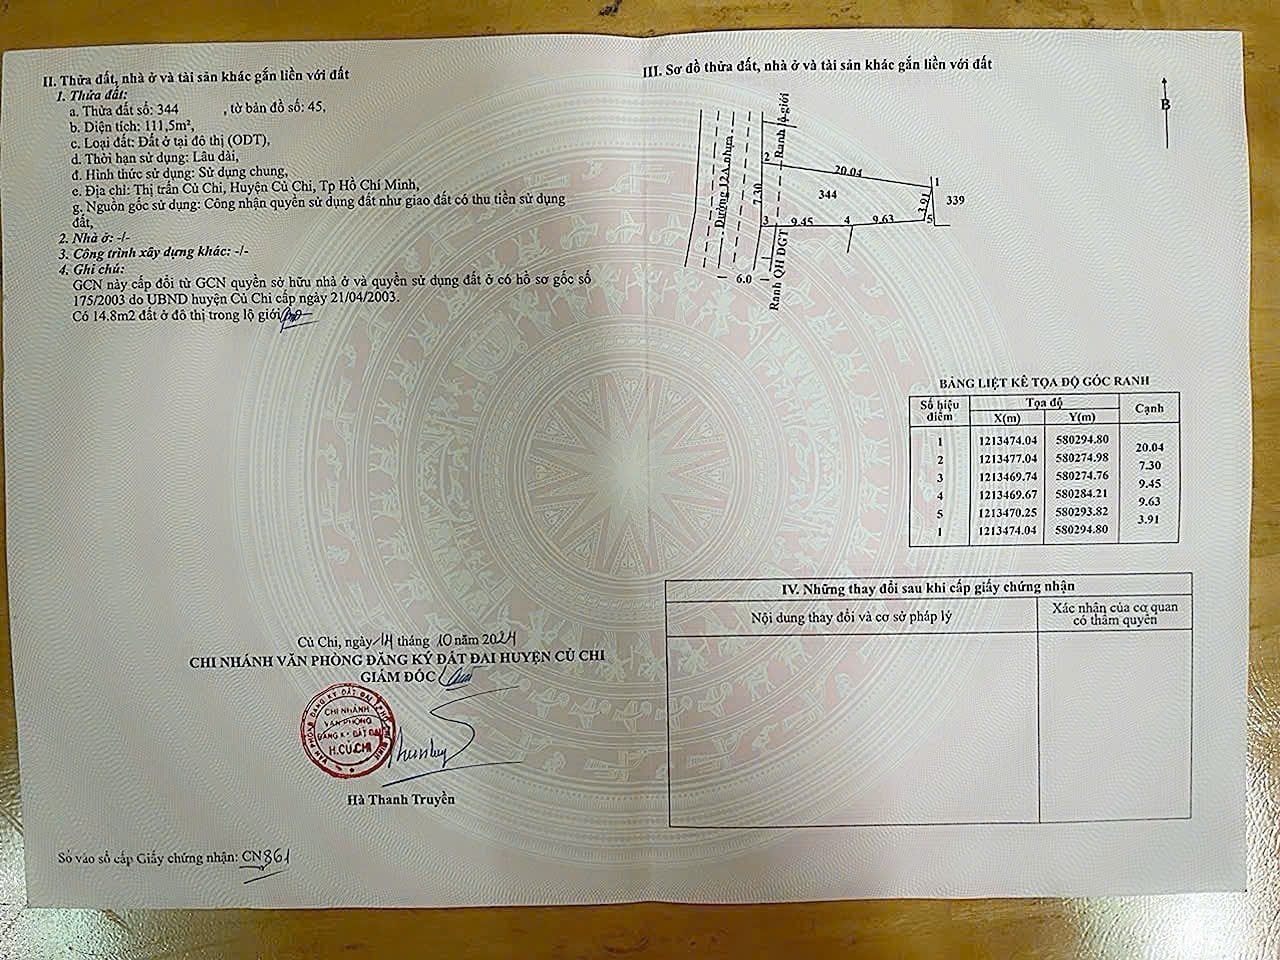 II. Thửa đất, nhà ở và tài sản khác gắn liền với đất
1. Thửa đất:
a. Thửa đất số: 344 , tờ bản đồ số: 45,
b. Diện tích: 111,5m²,
c. Loại đất: Đất ở tại đô thị (ODT),
d. Thời hạn sử dụng: Lâu dài,
đ. Hình thức sử dụng: Sử dụng chung,
e. Địa chỉ: Thị trấn Củ Chi, Huyện Củ Chi, Tp Hồ Chí Minh,
g. Nguồn gốc sử dụng: Công nhận quyền sử dụng đất như giao đất có thu tiền sử dụng
đất,
2. Nhà ở: -/-
3. Công trình xây dựng khác: -/-
4. Ghi chú:
GCN này cấp đổi từ GCN quyền sở hữu nhà ở và quyền sử dụng đất ở có hồ sơ gốc số
175/2003 do UBND huyện Củ Chi cấp ngày 21/04/2003.
Có 14.8m2 đất ở đô thị trong lộ giới
Củ Chi, ngày 14 tháng 10 năm 2024
CHI NHÁNH VĂN PHÒNG ĐĂNG KÝ ĐẤT ĐAI HUYỆN CỦ CHI
GIÁM ĐỐC
CHI NHÁNH
VĂN PHÒNG
ĐĂNG KÝ ĐẤT ĐAI
H.CỦ CHI
Hà Thanh Truyền
Số vào sổ cấp Giấy chứng nhận: CN861
III. Sơ đồ thửa đất, nhà ở và tài sản khác gắn liền với đất
B
Đường 12A nhựa
Ranh lộ giới
2
20.04
1
7.30
344
3.91
339
3
9.45
4
9.63
5
6.0
Ranh QH ĐGT
BẢNG LIỆT KÊ TỌA ĐỘ GÓC RANH
Số hiệu điểm Tọa độ Cạnh
X(m) Y(m)
1 1213474.04 580294.80
20.04
2 1213477.04 580274.98
7.30
3 1213469.74 580274.76
9.45
4 1213469.67 580284.21
9.63
5 1213470.25 580293.82
3.91
1 1213474.04 580294.80
IV. Những thay đổi sau khi cấp giấy chứng nhận
Nội dung thay đổi và cơ sở pháp lý
Xác nhận của cơ quan
có thẩm quyền